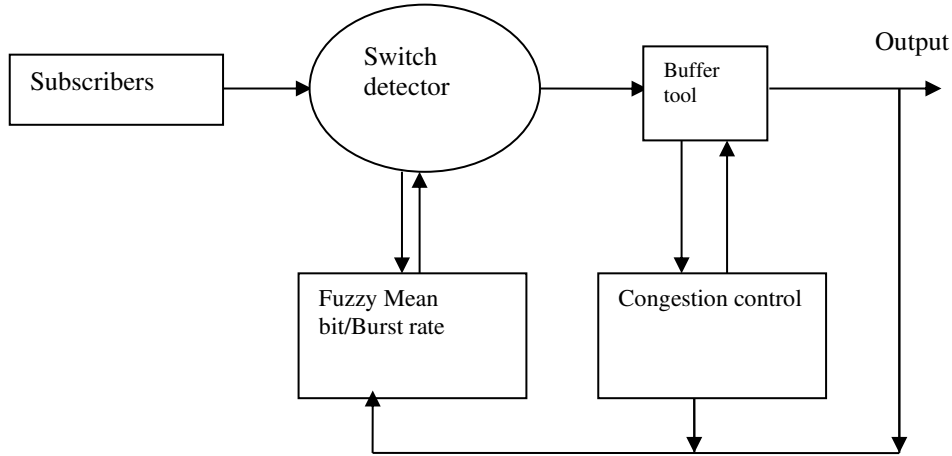 Subscribers
Switch
detector
Buffer
tool
Output
Fuzzy Mean
bit/Burst rate
Congestion control